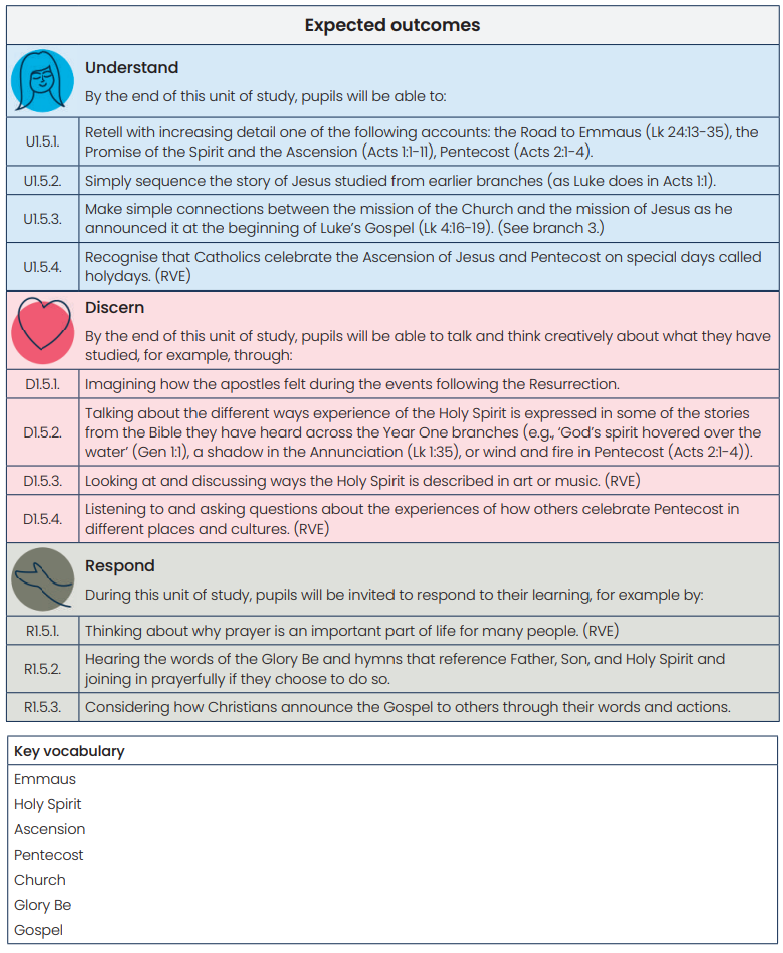 Expected outcomes
Understand
By the end of this unit of study, pupils will be able to:
U1.5.1.
Retell with increasing detail one of the following accounts: the Road to Emmaus (Lk 24:13-35), the
Promise of the Spirit and the Ascension (Acts 1:1-11), Pentecost (Acts 2:1-4).
U1.5.2.
Simply sequence the story of Jesus studied from earlier branches (as Luke does in Acts 1:1).
U1.5.3.
Make simple connections between the mission of the Church and the mission of Jesus as he
announced it at the beginning of Luke's Gospel (Lk 4:16-19). (See branch 3.)
U1.5.4.
Recognise that Catholics celebrate the Ascension of Jesus and Pentecost on special days called
holydays. (RVE)
Discern
By the end of this unit of study, pupils will be able to talk and think creatively about what they have
studied, for example, through:
D1.5.1.
Imagining how the apostles felt during the events following the Resurrection.
D1.5.2.
Talking about the different ways experience of the Holy Spirit is expressed in some of the stories
from the Bible they have heard across the Year One branches (e.g., 'God's spirit hovered over the
water' (Gen 1:1), a shadow in the Annunciation (Lk 1:35), or wind and fire in Pentecost (Acts 2:1-4)).
D1.5.3.
Looking at and discussing ways the Holy Spirit is described in art or music. (RVE)
D1.5.4.
Listening to and asking questions about the experiences of how others celebrate Pentecost in
different places and cultures. (RVE)
Respond
During this unit of study, pupils will be invited to respond to their learning, for example by:
R1.5.1.
Thinking about why prayer is an important part of life for many people. (RVE)
R1.5.2.
Hearing the words of the Glory Be and hymns that reference Father, Son, and Holy Spirit and
joining in prayerfully if they choose to do so.
R1.5.3.
Considering how Christians announce the Gospel to others through their words and actions.
Key vocabulary
Emmaus
Holy Spirit
Ascension
Pentecost
Church
Glory Be
Gospel